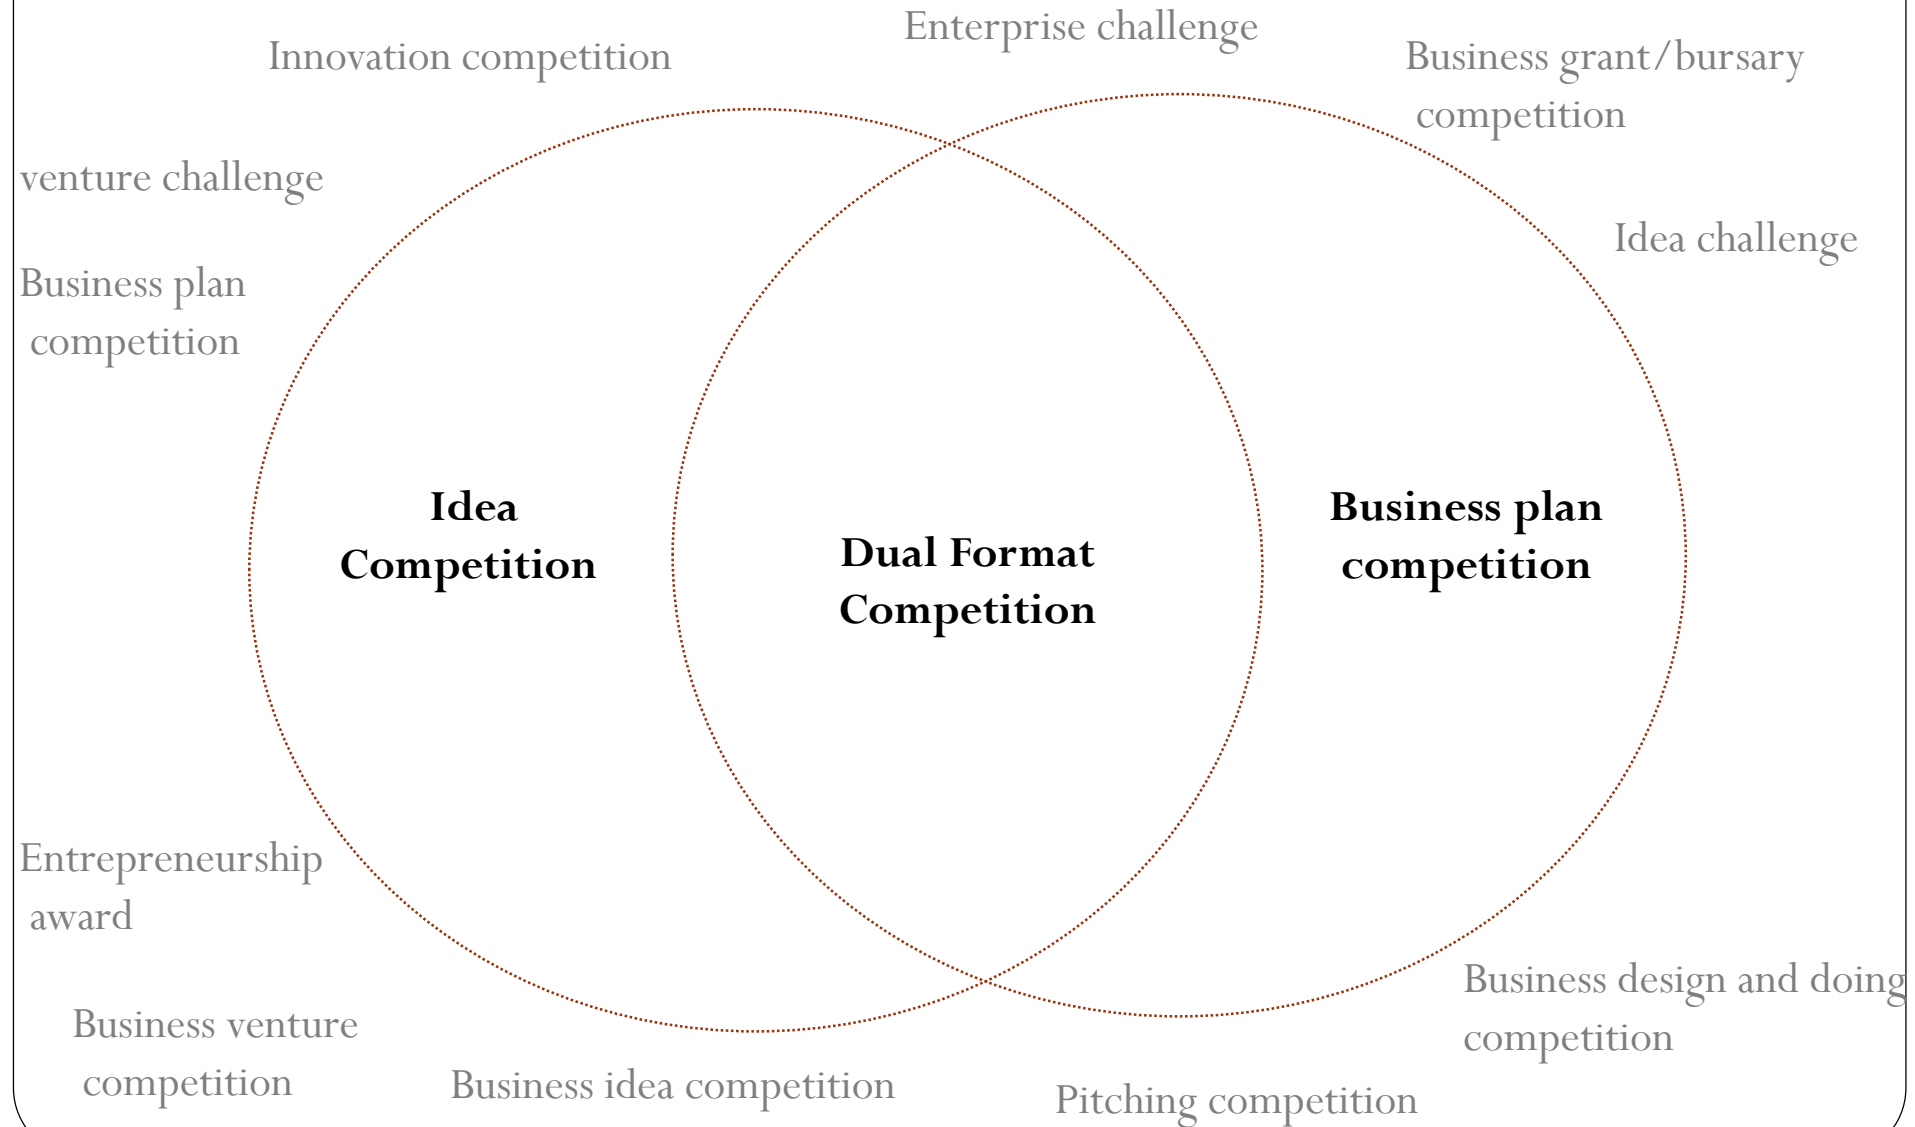 Enterprise challenge
Innovation competition
Business grant/bursary
competition
venture challenge
Idea challenge
Business plan
competition
Idea
Competition
Dual Format
Competition
Business plan
competition
Entrepreneurship
award
Business design and doing
competition
Business venture
competition
Business idea competition
Pitching competition